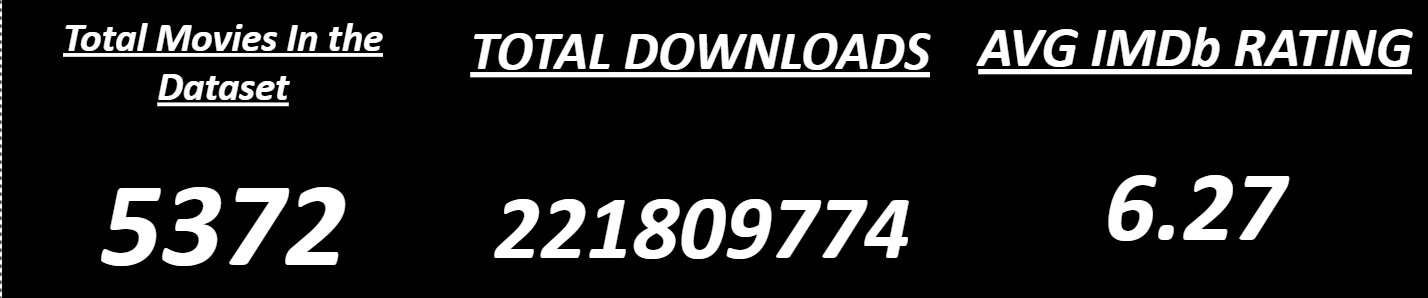 Total Movies In the
Dataset
5372
TOTAL DOWNLOADS
221809774
AVG IMDb RATING
6.27